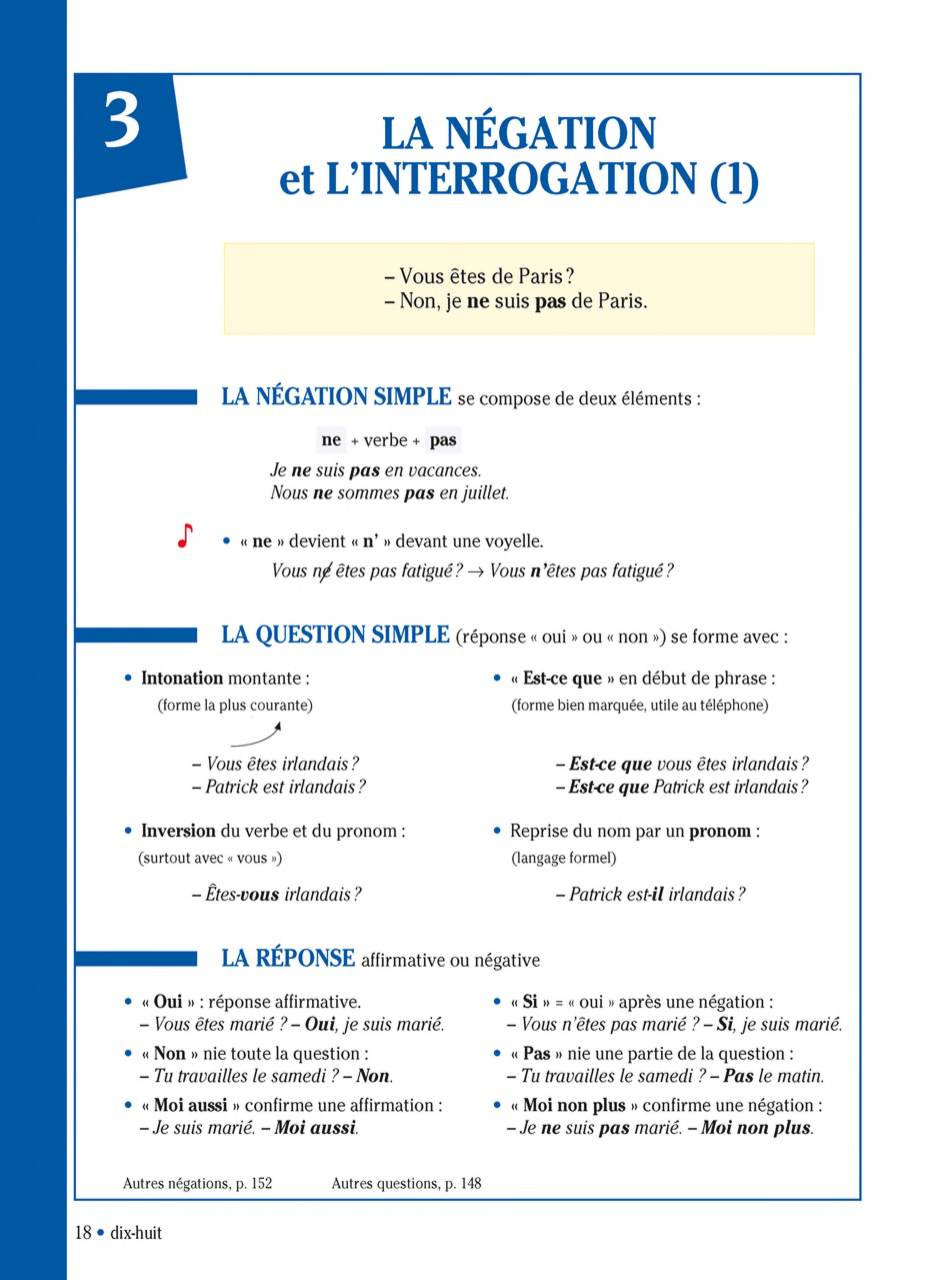 3
LA NÉGATION
et L’INTERROGATION (1)
– Vous êtes de Paris ?
– Non, je ne suis pas de Paris.
LA NÉGATION SIMPLE se compose de deux éléments :
ne + verbe + pas
Je ne suis pas en vacances.
Nous ne sommes pas en juillet.
• « ne » devient « n’ » devant une voyelle.
Vous ne êtes pas fatigué ? → Vous n’êtes pas fatigué ?
LA QUESTION SIMPLE (réponse « oui » ou « non ») se forme avec :
• Intonation montante :
(forme la plus courante)
– Vous êtes irlandais ?
– Patrick est irlandais ?
• « Est-ce que » en début de phrase :
(forme bien marquée, utile au téléphone)
– Est-ce que vous êtes irlandais ?
– Est-ce que Patrick est irlandais ?
• Inversion du verbe et du pronom :
(surtout avec « vous »)
– Êtes-vous irlandais ?
• Reprise du nom par un pronom :
(langage formel)
– Patrick est-il irlandais ?
LA RÉPONSE affirmative ou négative
• « Oui » : réponse affirmative.
– Vous êtes marié ? – Oui, je suis marié.
• « Si » = « oui » après une négation :
– Vous n’êtes pas marié ? – Si, je suis marié.
• « Non » nie toute la question :
– Tu travailles le samedi ? – Non.
• « Pas » nie une partie de la question :
– Tu travailles le samedi ? – Pas le matin.
• « Moi aussi » confirme une affirmation :
– Je suis marié. – Moi aussi.
• « Moi non plus » confirme une négation :
– Je ne suis pas marié. – Moi non plus.
Autres négations, p. 152 Autres questions, p. 148
18 • dix-huit